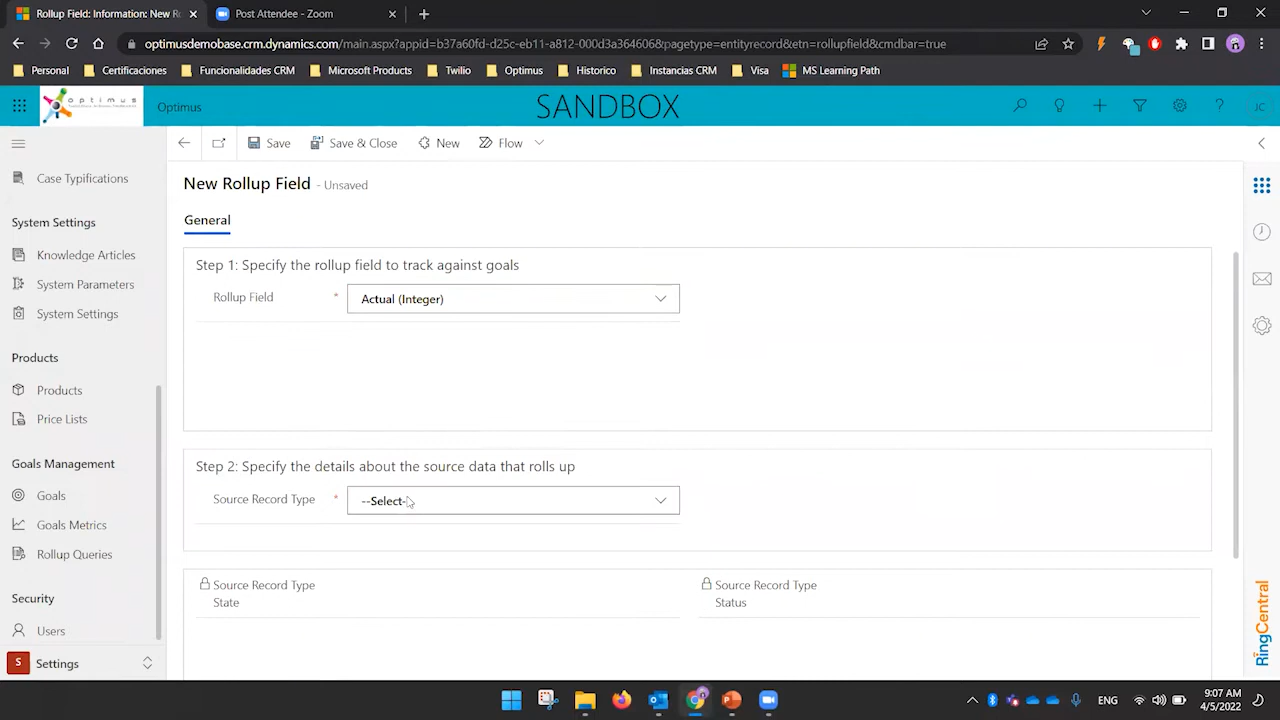 Rollup Field: Information: New Ro
Post Attendee - Zoom
optimusdemobase.crm.dynamics.com/main.aspx?appid=b37a60fd-d25c-eb11-a812-000d3a364606&pagetype=entityrecord&etn=rollupfield&cmdbar=true
Personal Certificaciones Funcionalidades CRM Microsoft Products Twilio Optimus Historico Instancias CRM Visa MS Learning Path
optimus Optimus SANDBOX JC
Save Save & Close New Flow
Case Typifications
System Settings
Knowledge Articles
System Parameters
System Settings
Products
Products
Price Lists
Goals Management
Goals
Goals Metrics
Rollup Queries
Security
Users
S Settings
New Rollup Field - Unsaved
General
Step 1: Specify the rollup field to track against goals
Rollup Field * Actual (Integer)
Step 2: Specify the details about the source data that rolls up
Source Record Type * --Select-
Source Record Type State
Source Record Type Status
RingCentral
ENG
9:07 AM
4/5/2022